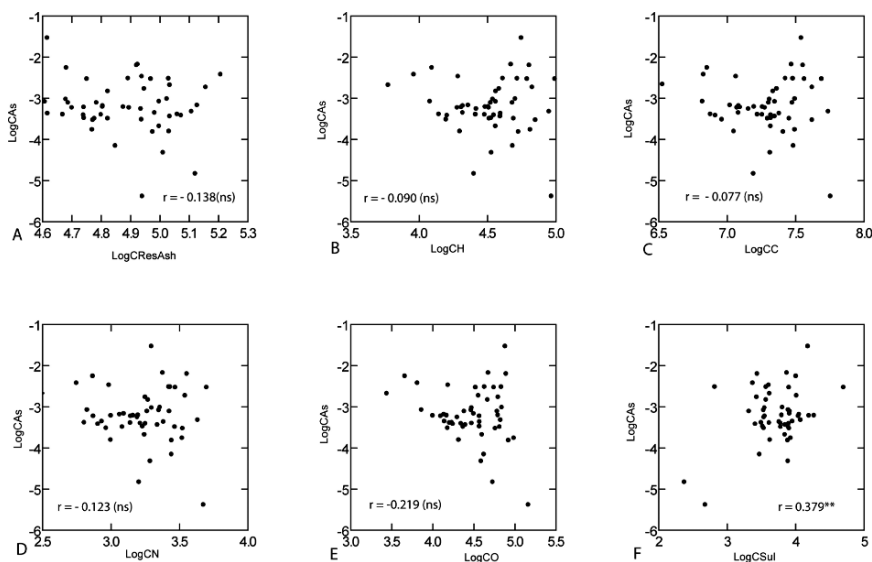 -1
-2
-3
-4
-5
-6
LogCAs
r = - 0.138(ns)
4.6 4.7 4.8 4.9 5.0 5.1 5.2 5.3
LogCResAsh
A
-1
-2
-3
-4
-5
-6
LogCAs
r = - 0.090 (ns)
3.5 4.0 4.5 5.0
LogCH
B
-1
-2
-3
-4
-5
-6
LogCAs
r = - 0.077 (ns)
6.5 7.0 7.5 8.0
LogCC
C
-1
-2
-3
-4
-5
-6
LogCAs
r = - 0.123 (ns)
2.5 3.0 3.5 4.0
LogCN
D
-1
-2
-3
-4
-5
-6
LogCAs
r = -0.219 (ns)
3.0 3.5 4.0 4.5 5.0 5.5
LogCO
E
-1
-2
-3
-4
-5
-6
LogCAs
r = 0.379**
2 3 4 5
LogCSul
F